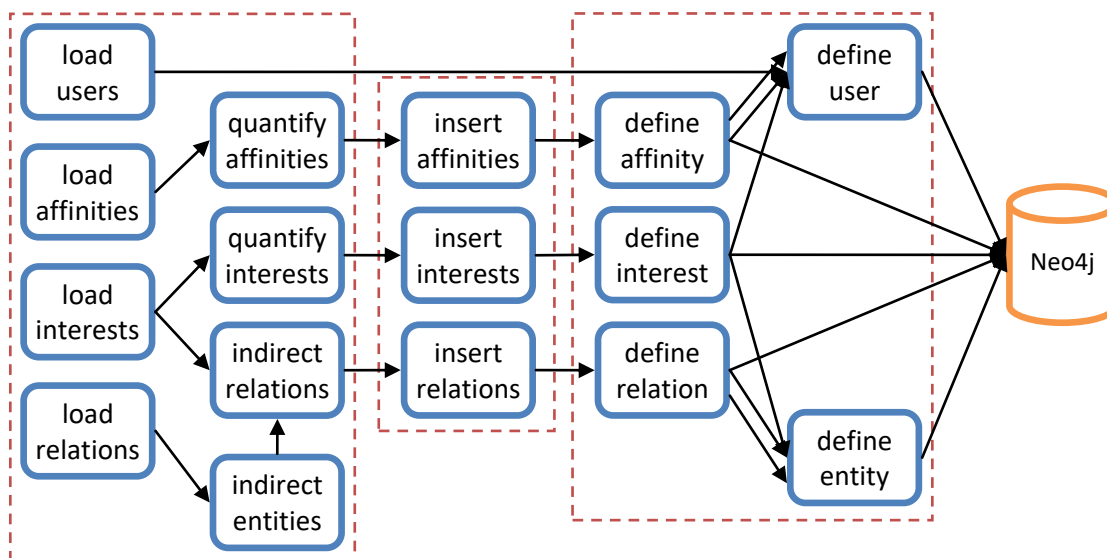 load
users
load
affinities
load
interests
load
relations
quantify
affinities
quantify
interests
indirect
relations
indirect
entities
insert
affinities
insert
interests
insert
relations
define
affinity
define
interest
define
relation
define
user
define
entity
Neo4j